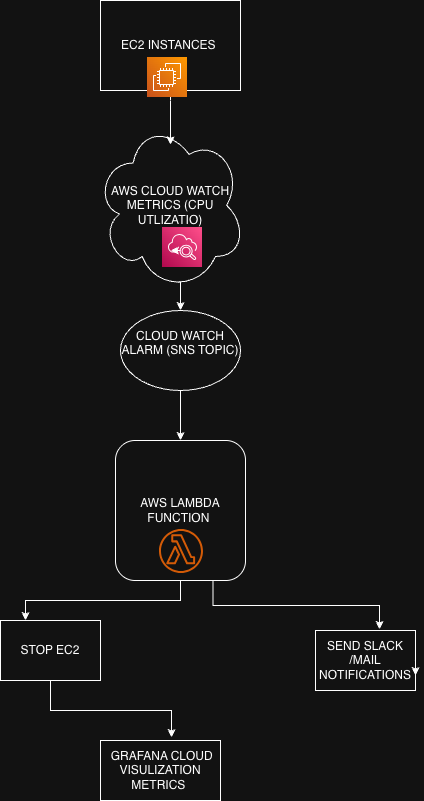 EC2 INSTANCES
AWS CLOUD WATCH
METRICS (CPU
UTLIZATIO)
CLOUD WATCH
ALARM (SNS TOPIC)
AWS LAMBDA
FUNCTION
STOP EC2
SEND SLACK
/MAIL
NOTIFICATIONS
GRAFANA CLOUD
VISULIZATION
METRICS